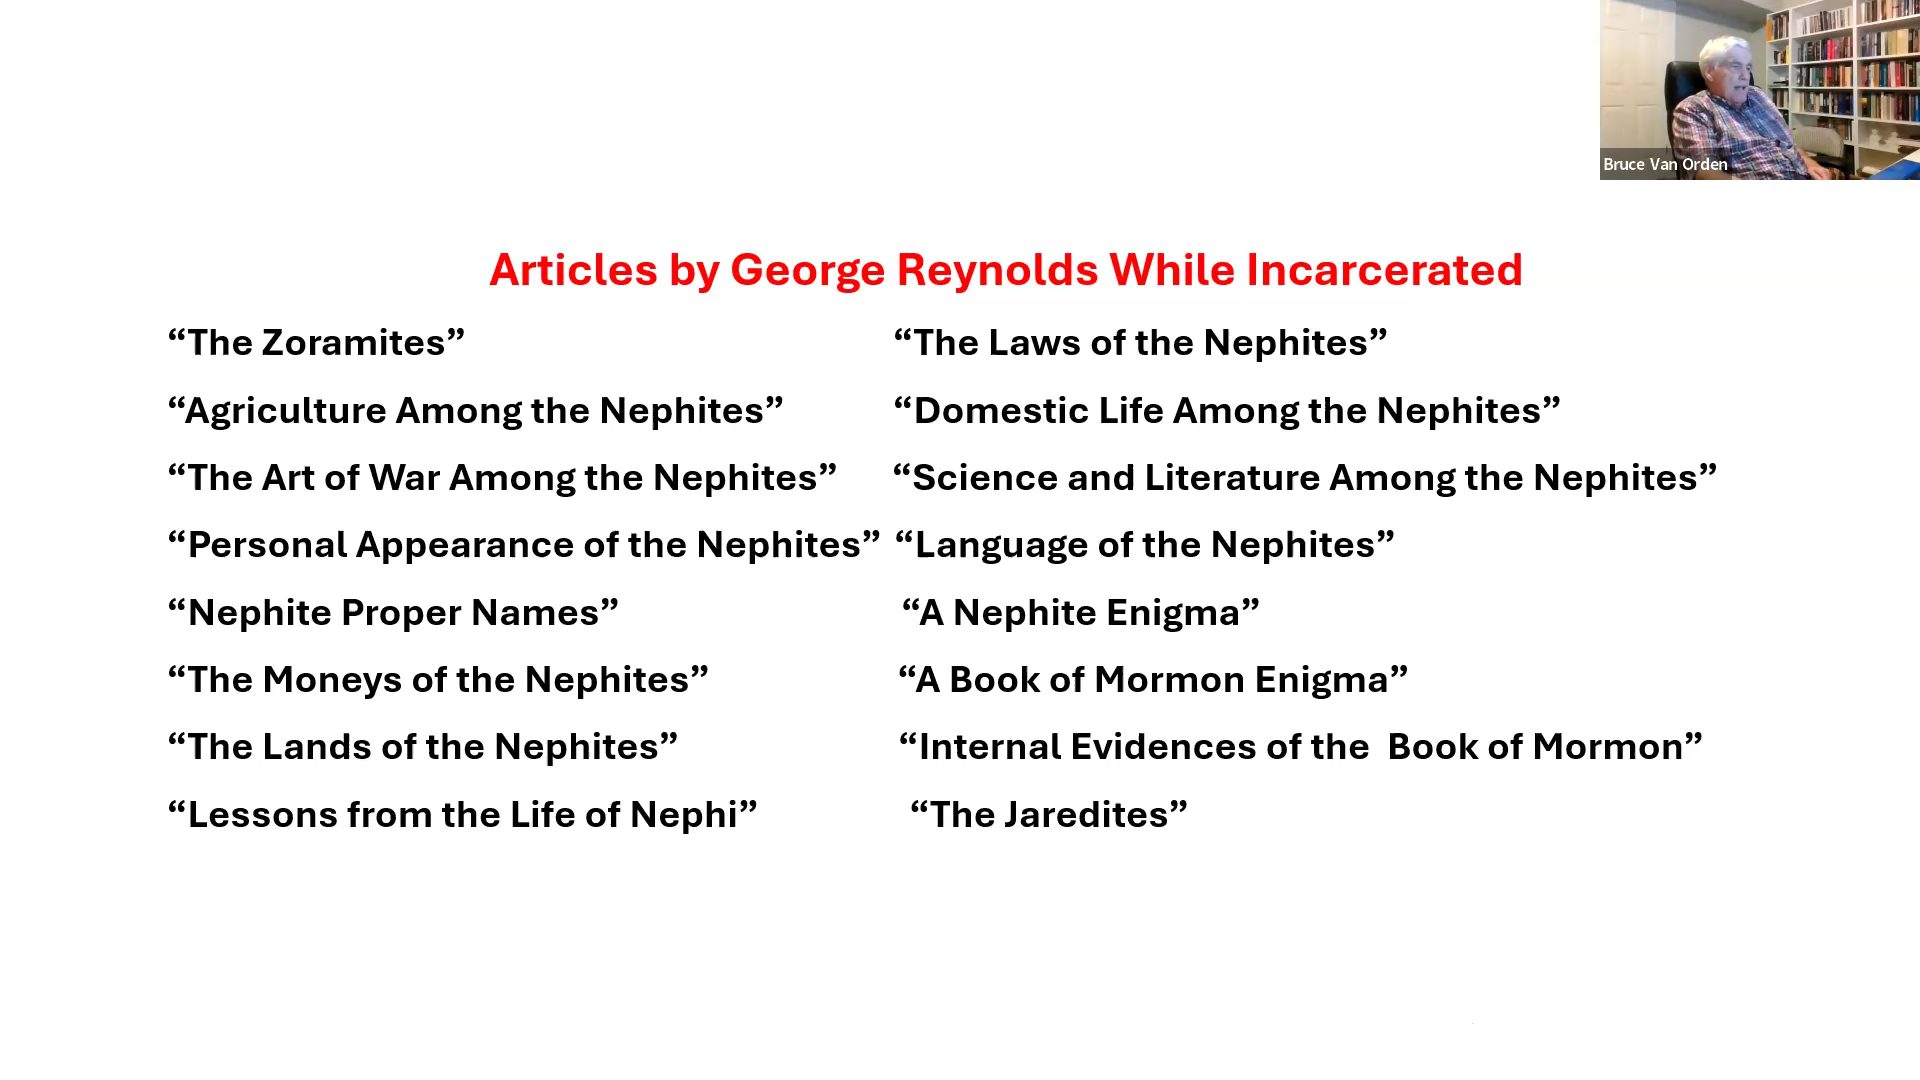 Bruce Van Orden
Articles by George Reynolds While Incarcerated
“The Zoramites” “The Laws of the Nephites”
“Agriculture Among the Nephites” “Domestic Life Among the Nephites”
“The Art of War Among the Nephites” “Science and Literature Among the Nephites”
“Personal Appearance of the Nephites” “Language of the Nephites”
“Nephite Proper Names” “A Nephite Enigma”
“The Moneys of the Nephites” “A Book of Mormon Enigma”
“The Lands of the Nephites” “Internal Evidences of the  Book of Mormon”
“Lessons from the Life of Nephi” “The Jaredites”